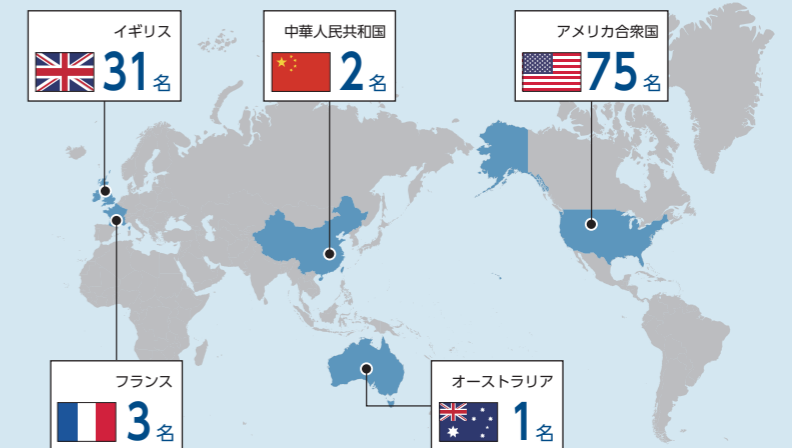 イギリス
31名
中華人民共和国
2名
アメリカ合衆国
75名
フランス
3名
オーストラリア
1名